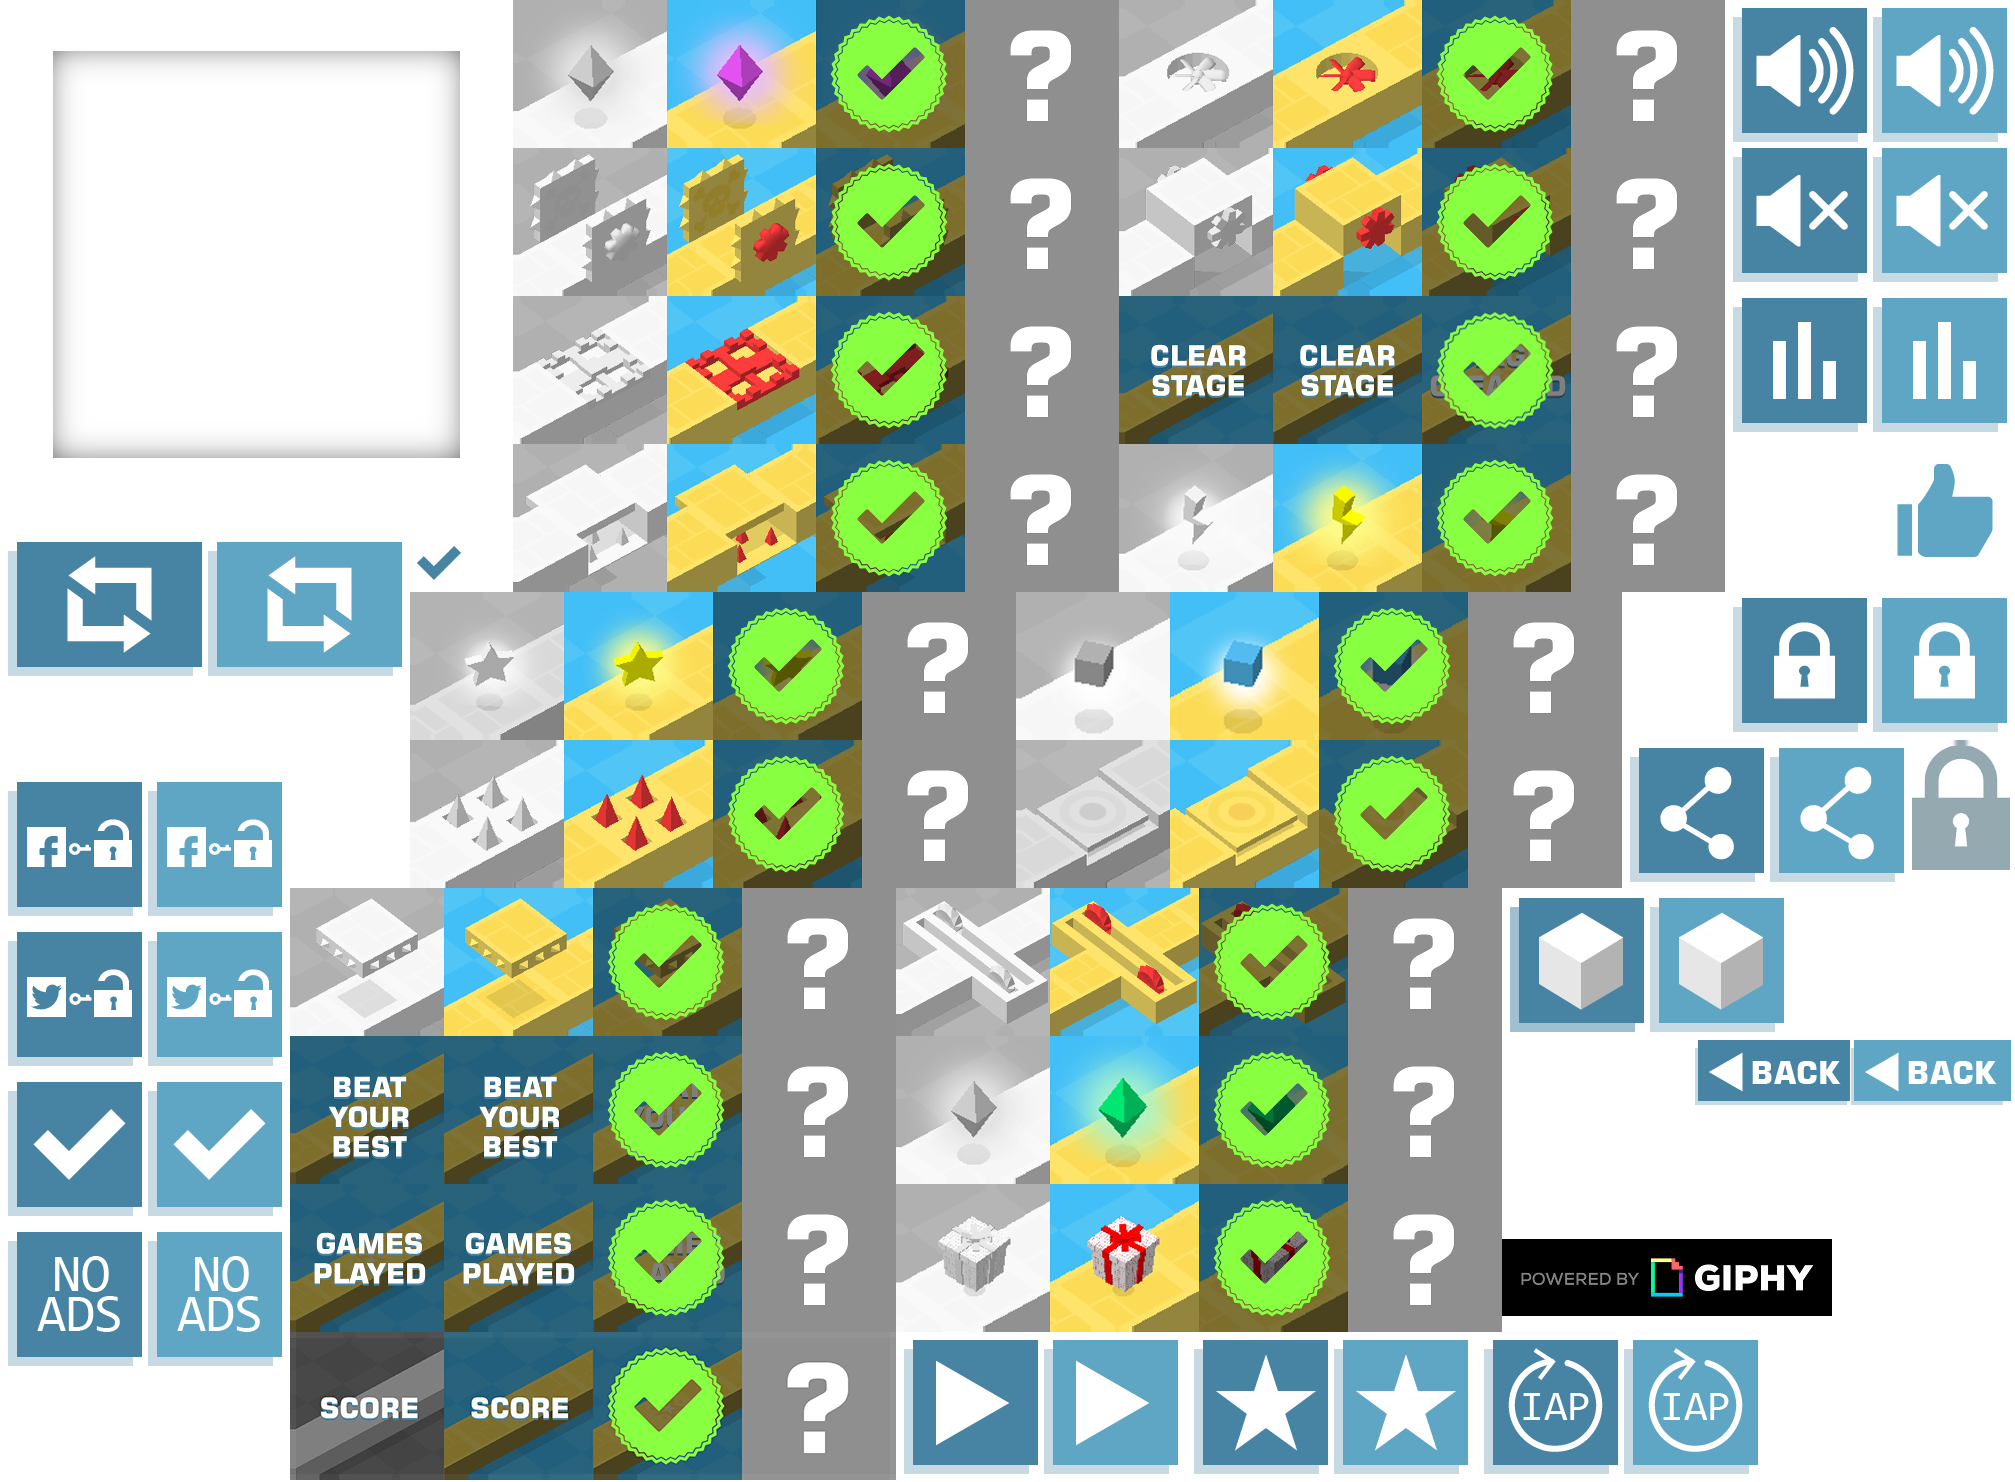 ?
?
?
?
CLEAR
STAGE
CLEAR
STAGE
?
?
?
?
?
?
?
?
?
?
BACK
BACK
BEAT
YOUR
BEST
BEAT
YOUR
BEST
?
?
GAMES
PLAYED
GAMES
PLAYED
?
?
NO
ADS
NO
ADS
POWERED BY GIPHY
SCORE
SCORE
?
IAP
IAP